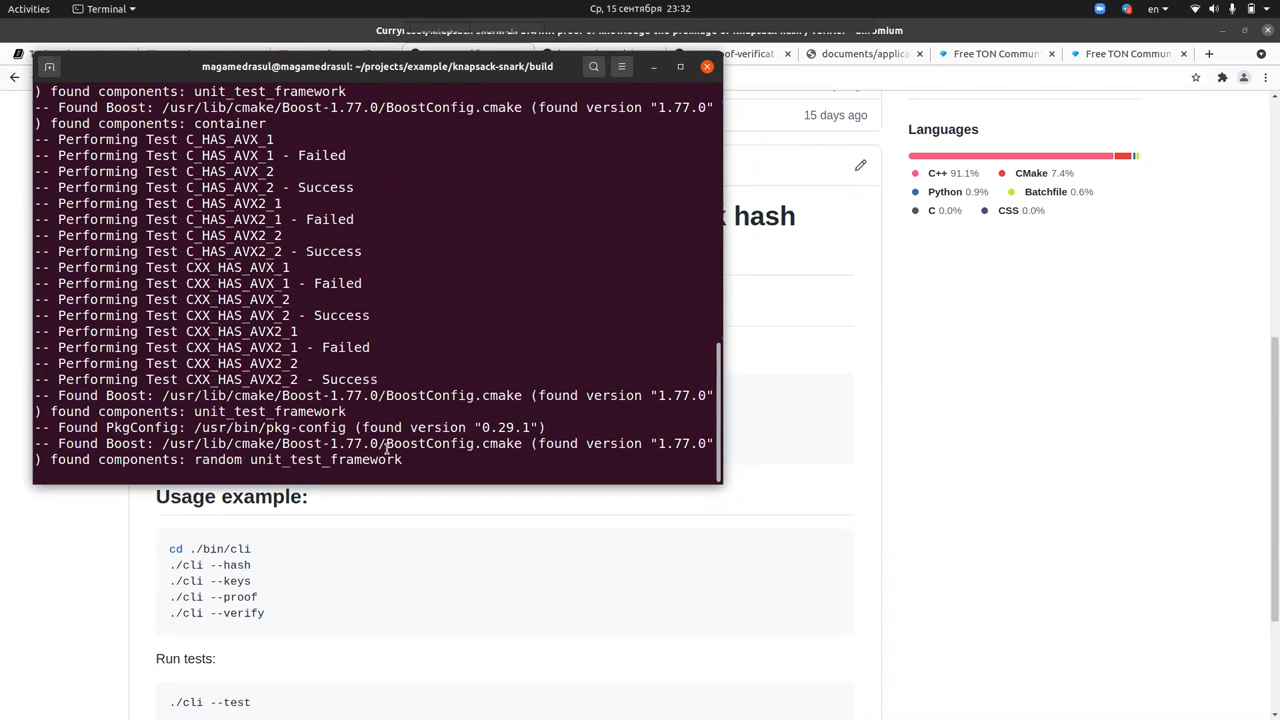 Activities
Terminal
Ср, 15 сентября 23:32
en
magamedrasul@magamedrasul: ~/projects/example/knapsack-snark/build
documents/applica
Free TON Commun
Free TON Commun
) found components: unit_test_framework
-- Found Boost: /usr/lib/cmake/Boost-1.77.0/BoostConfig.cmake (found version "1.77.0"
) found components: container
-- Performing Test C_HAS_AVX_1
-- Performing Test C_HAS_AVX_1 - Failed
-- Performing Test C_HAS_AVX_2
-- Performing Test C_HAS_AVX_2 - Success
-- Performing Test C_HAS_AVX2_1
-- Performing Test C_HAS_AVX2_1 - Failed
-- Performing Test C_HAS_AVX2_2
-- Performing Test C_HAS_AVX2_2 - Success
-- Performing Test CXX_HAS_AVX_1
-- Performing Test CXX_HAS_AVX_1 - Failed
-- Performing Test CXX_HAS_AVX_2
-- Performing Test CXX_HAS_AVX_2 - Success
-- Performing Test CXX_HAS_AVX2_1
-- Performing Test CXX_HAS_AVX2_1 - Failed
-- Performing Test CXX_HAS_AVX2_2
-- Performing Test CXX_HAS_AVX2_2 - Success
-- Found Boost: /usr/lib/cmake/Boost-1.77.0/BoostConfig.cmake (found version "1.77.0"
) found components: unit_test_framework
-- Found PkgConfig: /usr/bin/pkg-config (found version "0.29.1")
-- Found Boost: /usr/lib/cmake/Boost-1.77.0/BoostConfig.cmake (found version "1.77.0"
) found components: random unit_test_framework
15 days ago
hash
Usage example:
cd ./bin/cli
./cli --hash
./cli --keys
./cli --proof
./cli --verify
Run tests:
./cli --test
Languages
C++ 91.1%
CMake 7.4%
Python 0.9%
Batchfile 0.6%
C 0.0%
CSS 0.0%